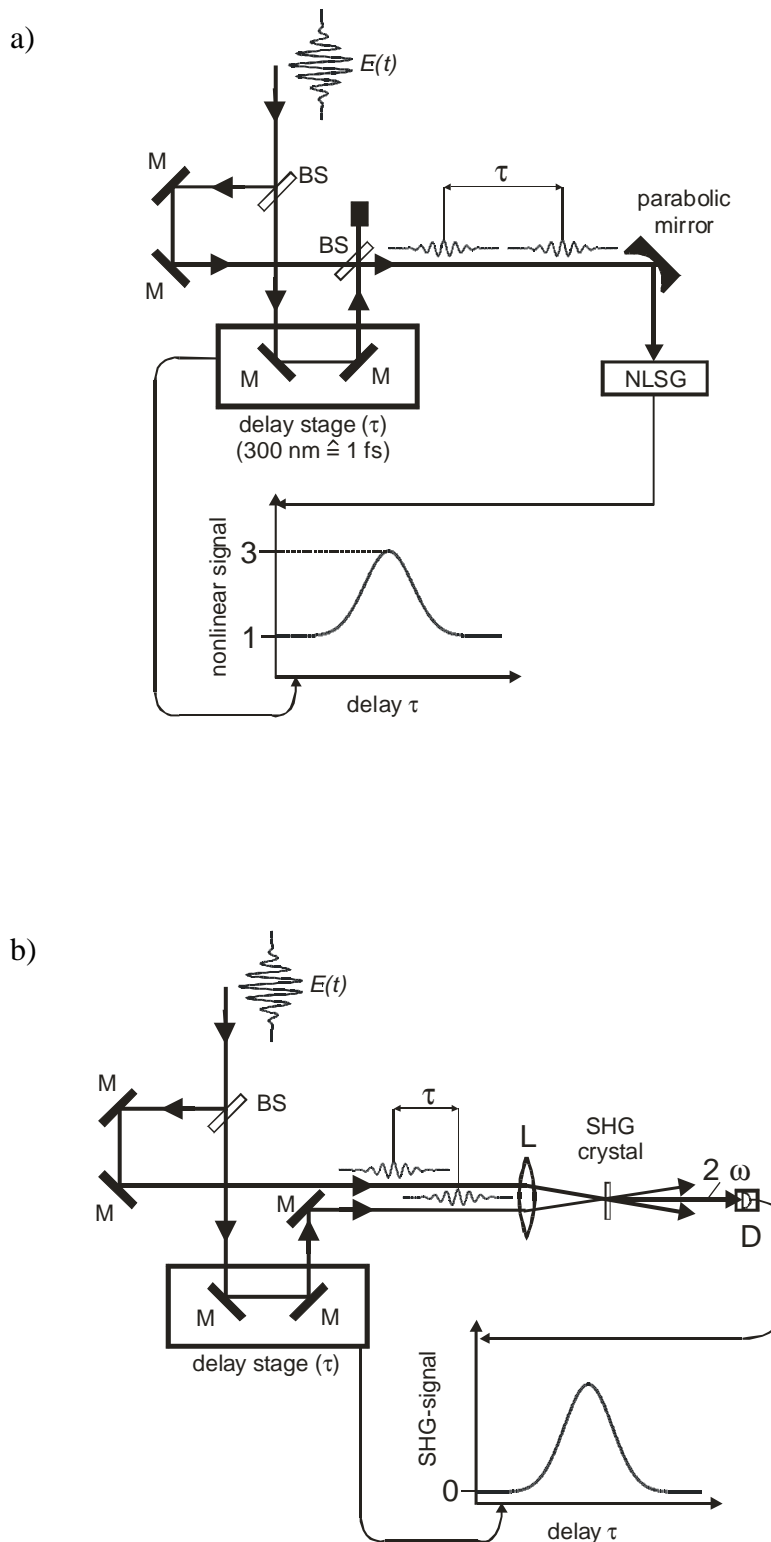 a)
E(t)
M
BS
τ
parabolic
mirror
BS
M
M
M
NLSG
delay stage (τ)
(300 nm ≙ 1 fs)
nonlinear signal
3
1
delay τ
b)
E(t)
M
BS
τ
L
SHG
crystal
2 ω
M
M
D
M
M
delay stage (τ)
SHG-signal
0
delay τ